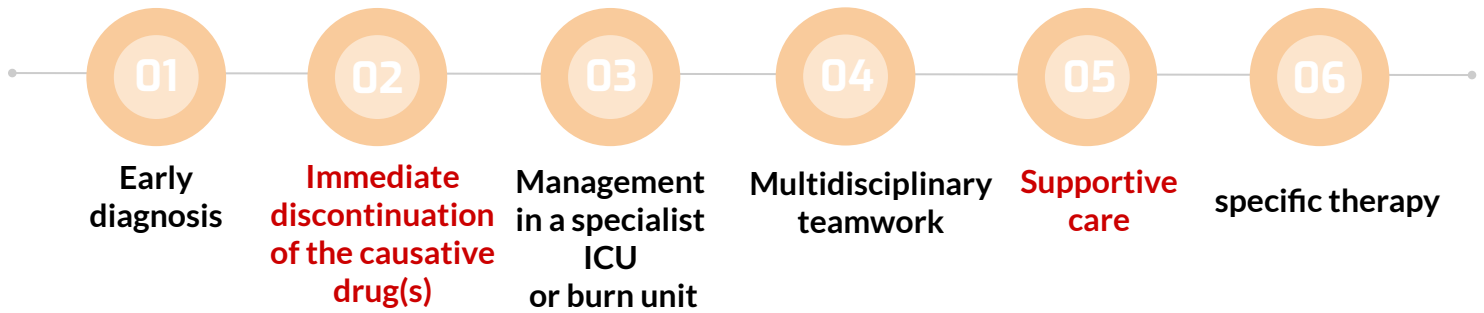 01
02
03
04
05
06
Early
diagnosis
Immediate
discontinuation
of the causative
drug(s)
Management
in a specialist
ICU
or burn unit
Multidisciplinary
teamwork
Supportive
care
specific therapy